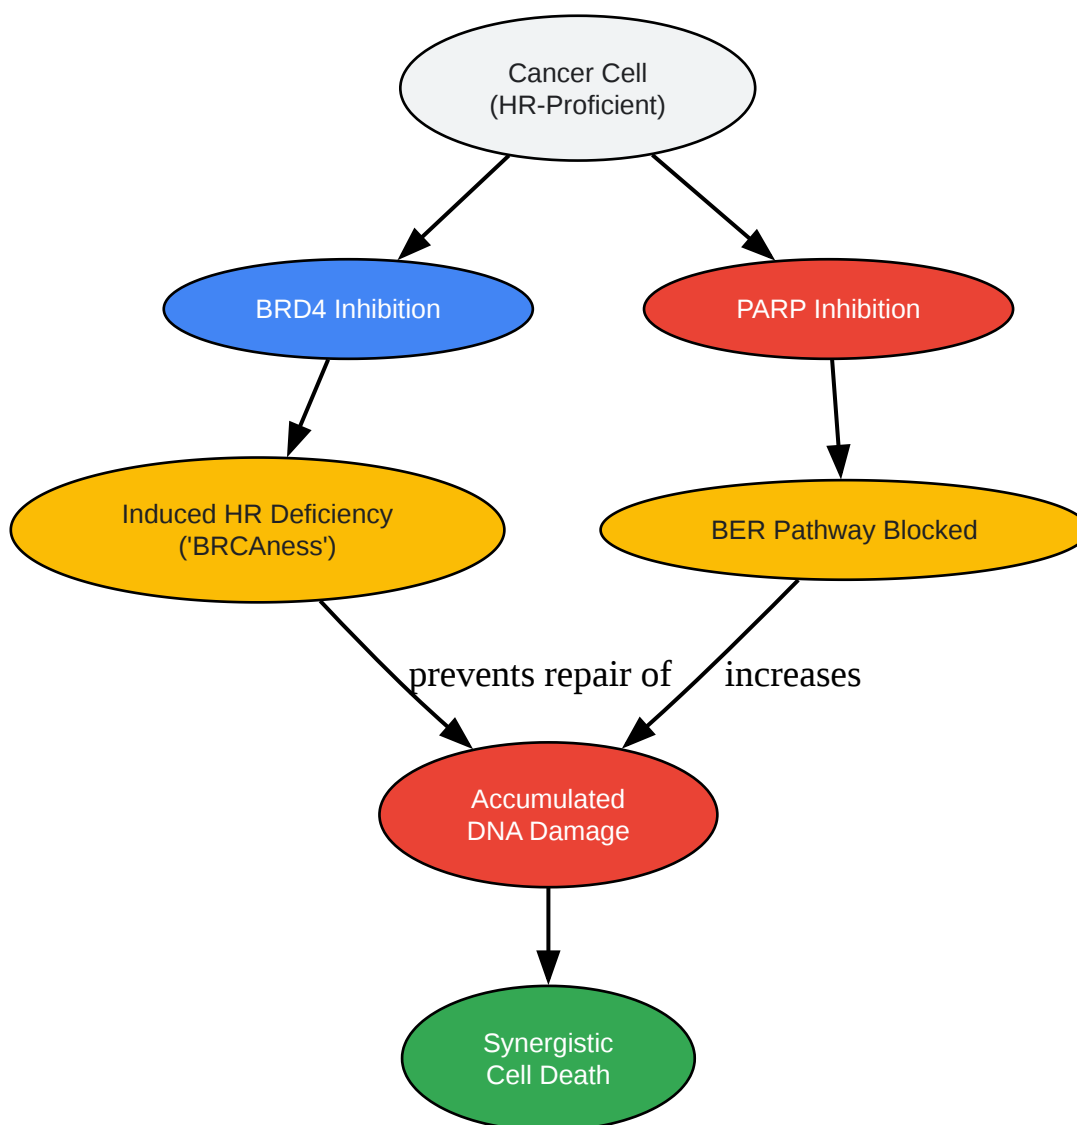 Cancer Cell
(HR-Proficient)
BRD4 Inhibition
PARP Inhibition
Induced HR Deficiency
('BRCAness')
BER Pathway Blocked
prevents repair of
increases
Accumulated
DNA Damage
Synergistic
Cell Death